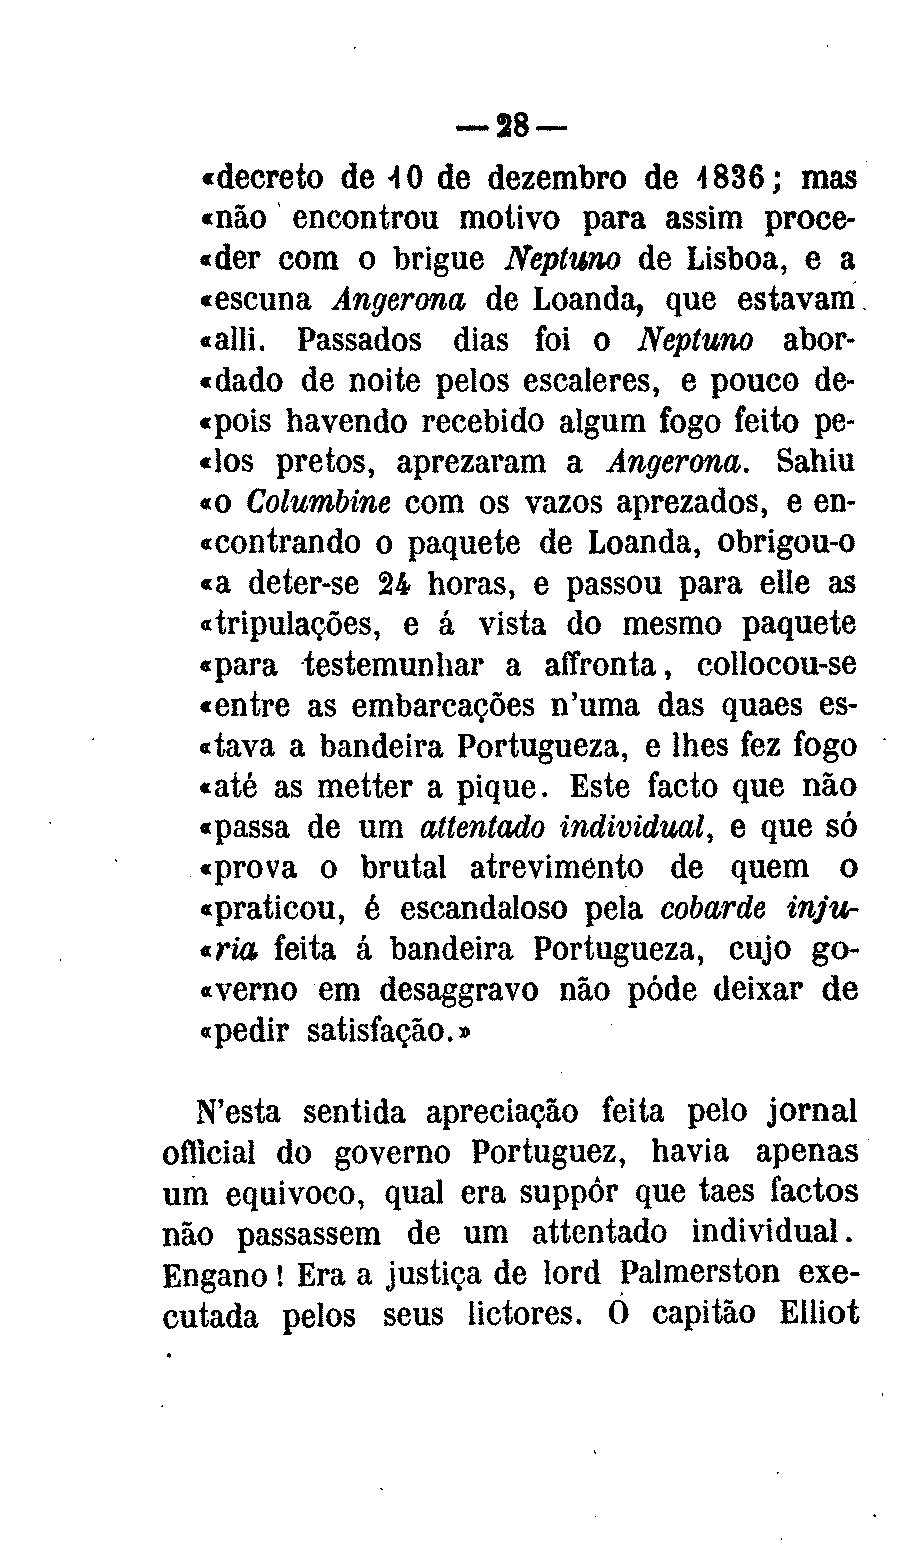 — 28 —
«decreto de 10 de dezembro de 1836; mas
«não encontrou motivo para assim proce-
«der com o brigue Neptuno de Lisboa, e a
«escuna Angerona de Loanda, que estavam
«alli. Passados dias foi o Neptuno abor-
«dado de noite pelos escaleres, e pouco de-
«pois havendo recebido algum fogo feito pe-
«los pretos, aprezaram a Angerona. Sahiu
«o Columbine com os vazos aprezados, e en-
«contrando o paquete de Loanda, obrigou-o
«a deter-se 24 horas, e passou para elle as
«tripulações, e á vista do mesmo paquete
«para testemunhar a affronta, collocou-se
«entre as embarcações n'uma das quaes es-
«tava a bandeira Portugueza, e lhes fez fogo
«até as metter a pique. Este facto que não
«passa de um attentado individual, e que só
«prova o brutal atrevimento de quem o
«praticou, é escandaloso pela cobarde inju-
«ria feita á bandeira Portugueza, cujo go-
«verno em desaggravo não póde deixar de
«pedir satisfação.»
N'esta sentida apreciação feita pelo jornal
official do governo Portuguez, havia apenas
um equivoco, qual era suppôr que taes factos
não passassem de um attentado individual.
Engano! Era a justiça de lord Palmerston exe-
cutada pelos seus lictores. O capitão Elliot